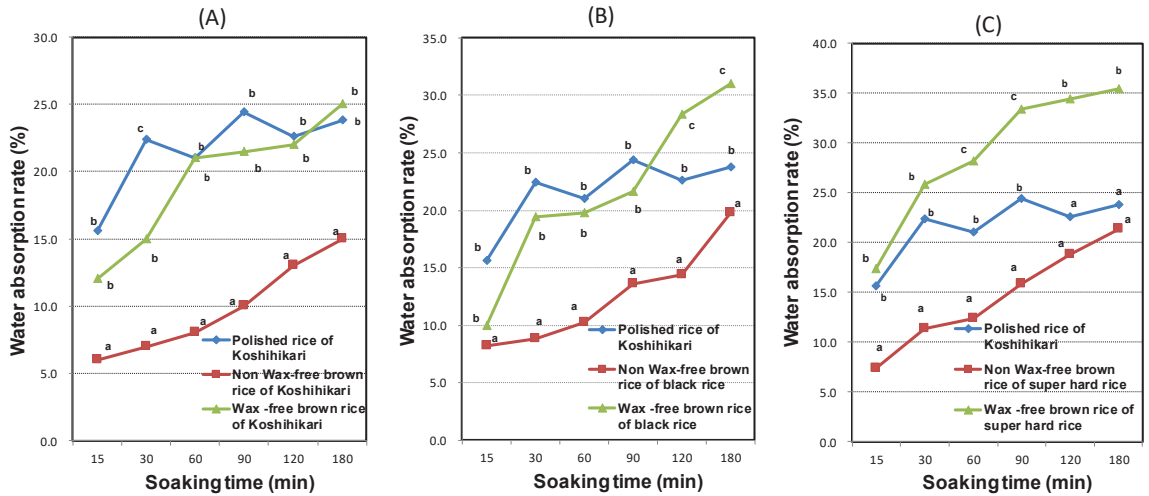 (A)
Water absorption rate (%)
30.0
25.0
20.0
15.0
10.0
5.0
0.0
b
c
b
b
b
b
b
b
b
b
b
b
a
a
a
a
a
a
Polished rice of
Koshihikari
Non Wax-free brown
rice of Koshihikari
Wax -free brown rice
of Koshihikari
15 30 60 90 120 180
Soaking time (min)
(B)
Water absorption rate (%)
35.0
30.0
25.0
20.0
15.0
10.0
5.0
0.0
b
b
b
b
b
b
b
b
b
b
c
c
a
a
a
a
a
a
Polished rice of
Koshihikari
Non Wax-free brown
rice of black rice
Wax -free brown rice
of black rice
15 30 60 90 120 180
Soaking time (min)
(C)
Water absorption rate (%)
40.0
35.0
30.0
25.0
20.0
15.0
10.0
5.0
0.0
b
b
c
c
b
b
b
b
b
b
a
a
a
a
a
a
a
a
Polished rice of
Koshihikari
Non Wax-free brown
rice of super hard rice
Wax -free brown rice of
super hard rice
15 30 60 90 120 180
Soaking time (min)